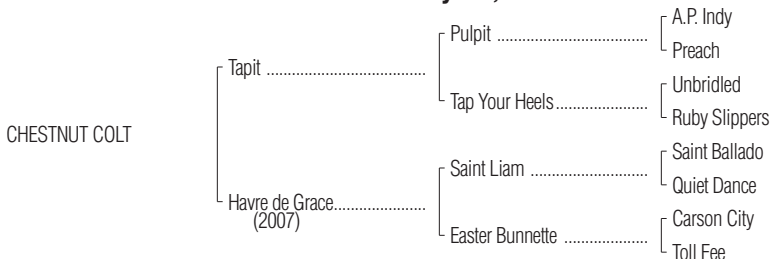 A.P. Indy
Pulpit
Preach
Tapit
Unbridled
Tap Your Heels
Ruby Slippers
CHESTNUT COLT
Saint Ballado
Saint Liam
Quiet Dance
Havre de Grace
(2007)
Carson City
Easter Bunnette
Toll Fee